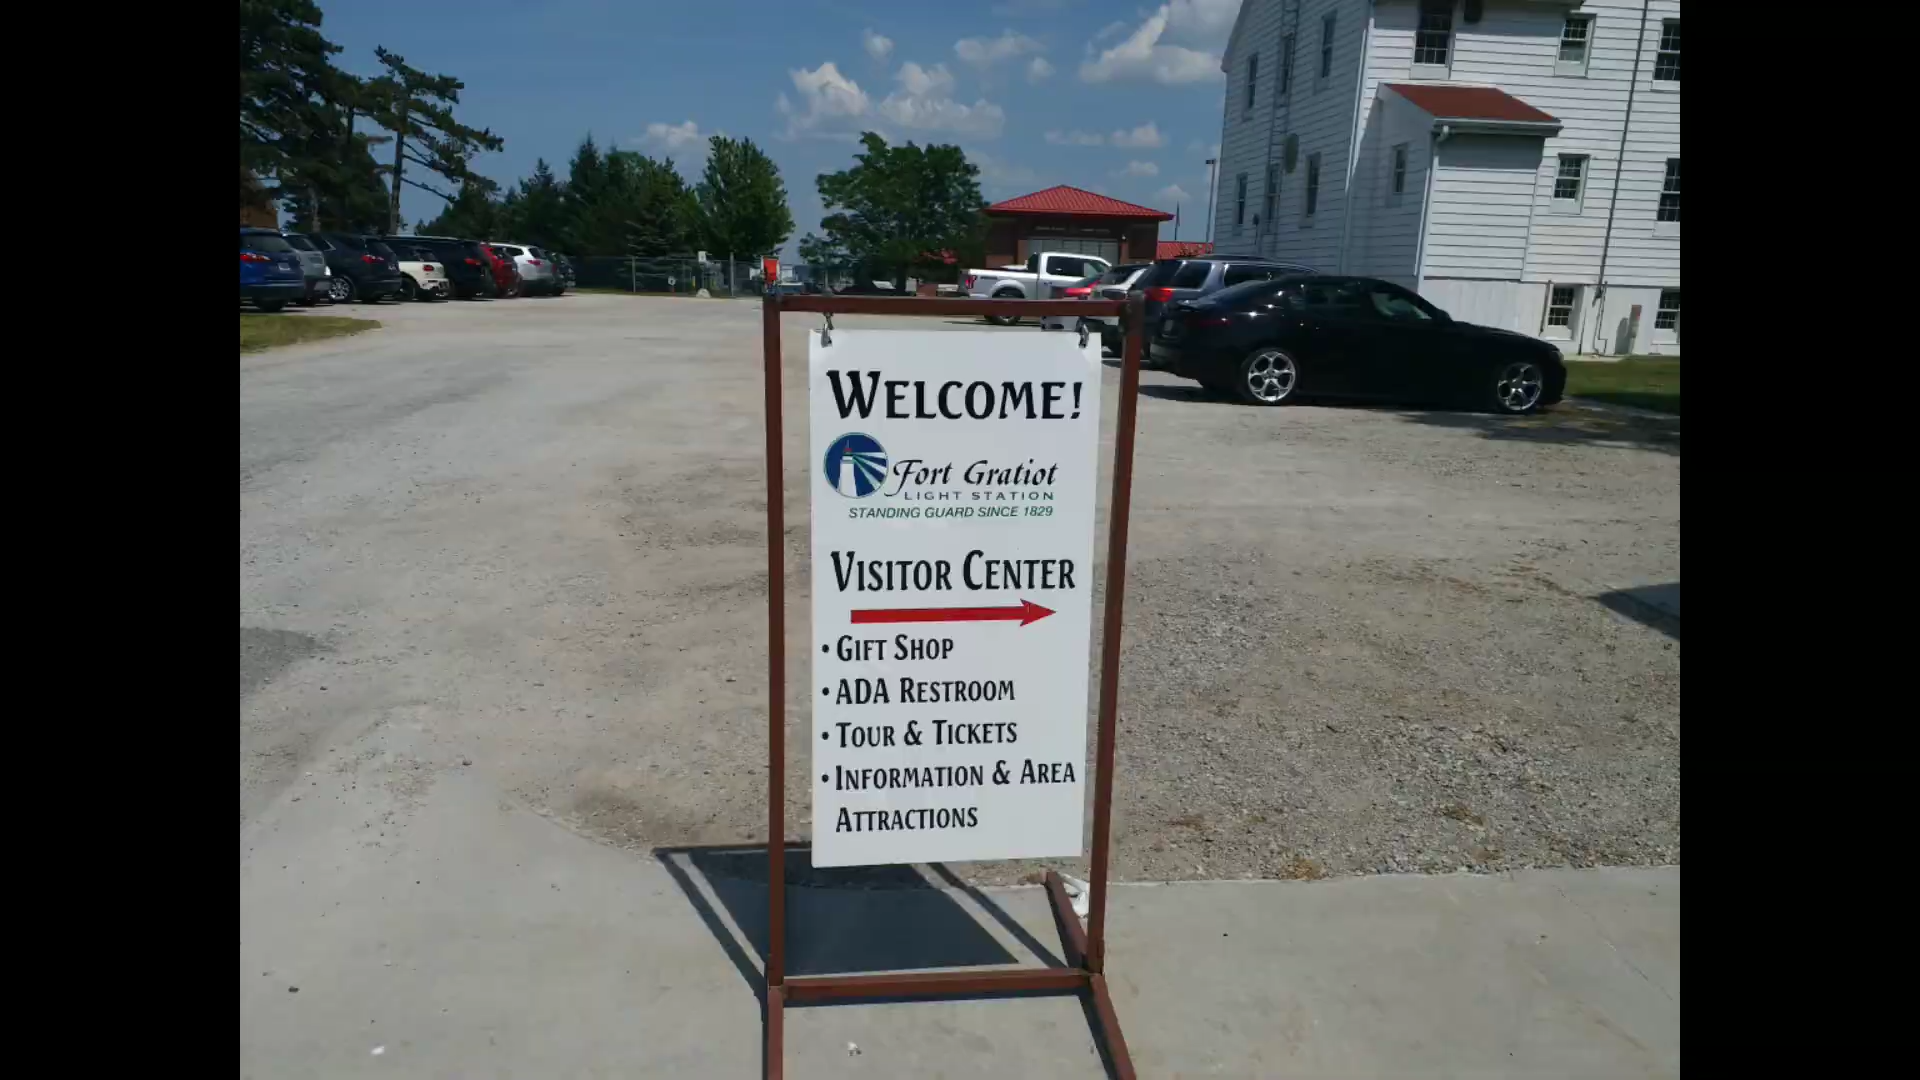 WELCOME!
Fort Gratiot
LIGHT STATION
STANDING GUARD SINCE 1829
VISITOR CENTER
• GIFT SHOP
• ADA RESTROOM
• TOUR & TICKETS
• INFORMATION & AREA
ATTRACTIONS